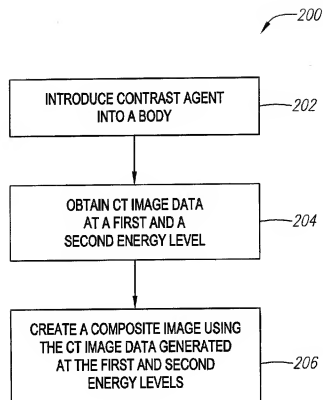 200
INTRODUCE CONTRAST AGENT
INTO A BODY
202
OBTAIN CT IMAGE DATA
AT A FIRST AND A
SECOND ENERGY LEVEL
204
CREATE A COMPOSITE IMAGE USING
THE CT IMAGE DATA GENERATED
AT THE FIRST AND SECOND
ENERGY LEVELS
206